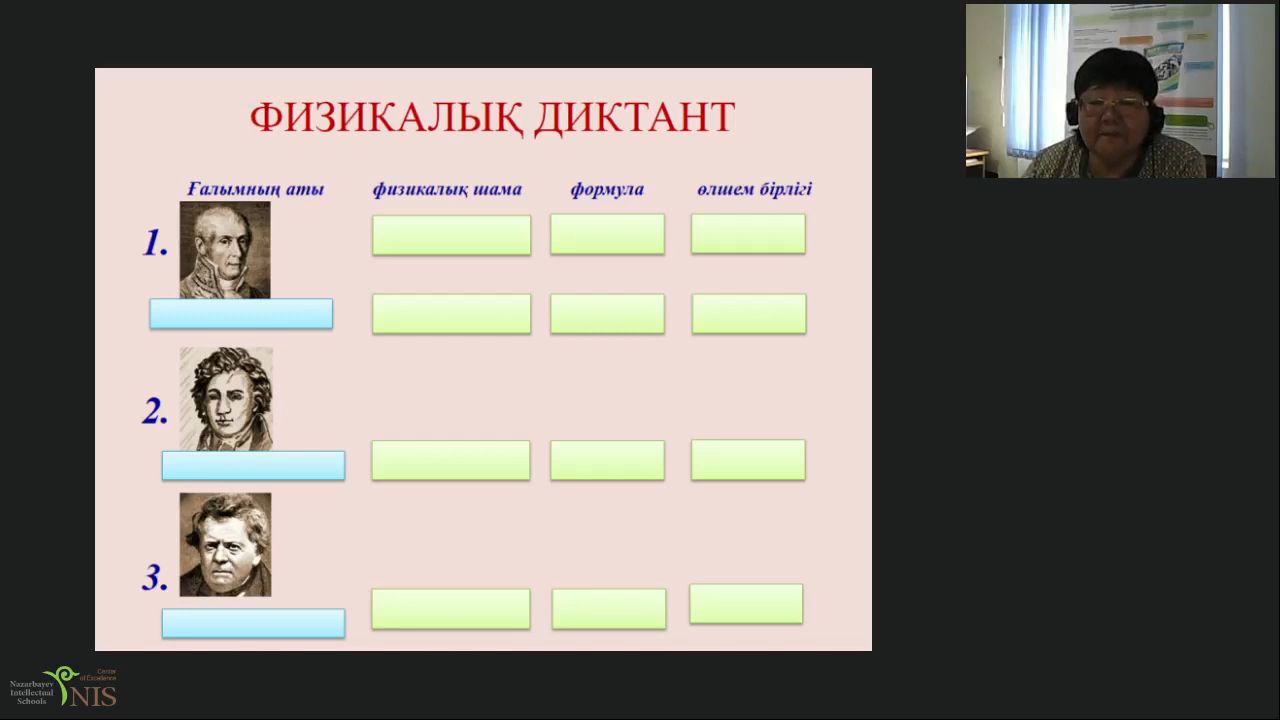 ФИЗИКАЛЫҚ ДИКТАНТ
Ғалымның аты физикалық шама формула өлшем бірлігі
1.
2.
3.
Nazarbayev
Intellectual
Schools
Center
of Excellence
NIS